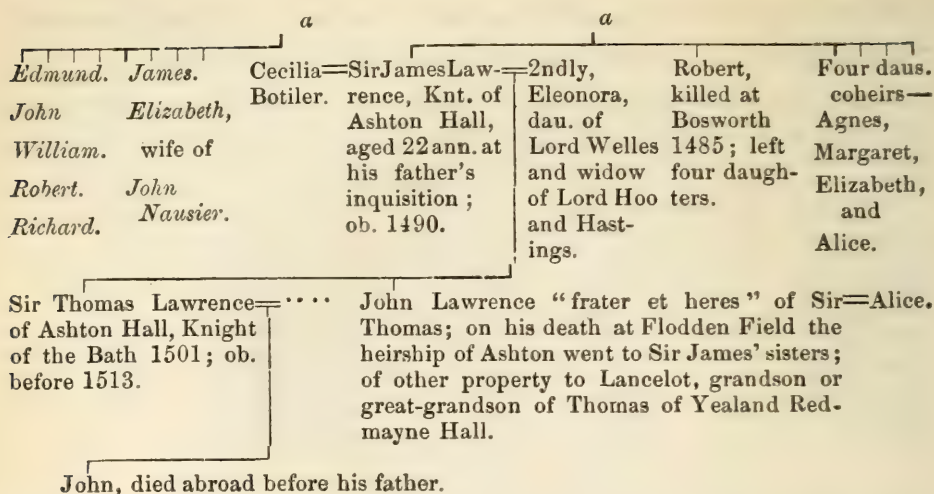 a a
Edmund. James.
John Elizabeth,
William. wife of
Robert. John
Richard. Nausier.
Cecilia=
Botiler.
Sir James Law-=
rence, Knt. of
Ashton Hall,
aged 22 ann. at
his father's
inquisition;
ob. 1490.
2ndly,
Eleonora,
dau. of
Lord Welles
and widow
of Lord Hoo
and Hast-
ings.
Robert,
killed at
Bosworth
1485; left
four daugh-
ters.
Four daus.
coheirs—
Agnes,
Margaret,
Elizabeth,
and
Alice.
Sir Thomas Lawrence=····
of Ashton Hall, Knight
of the Bath 1501; ob.
before 1513.
John Lawrence "frater et heres" of Sir=Alice.
Thomas; on his death at Flodden Field the
heirship of Ashton went to Sir James' sisters;
of other property to Lancelot, grandson or
great-grandson of Thomas of Yealand Red-
mayne Hall.
John, died abroad before his father.